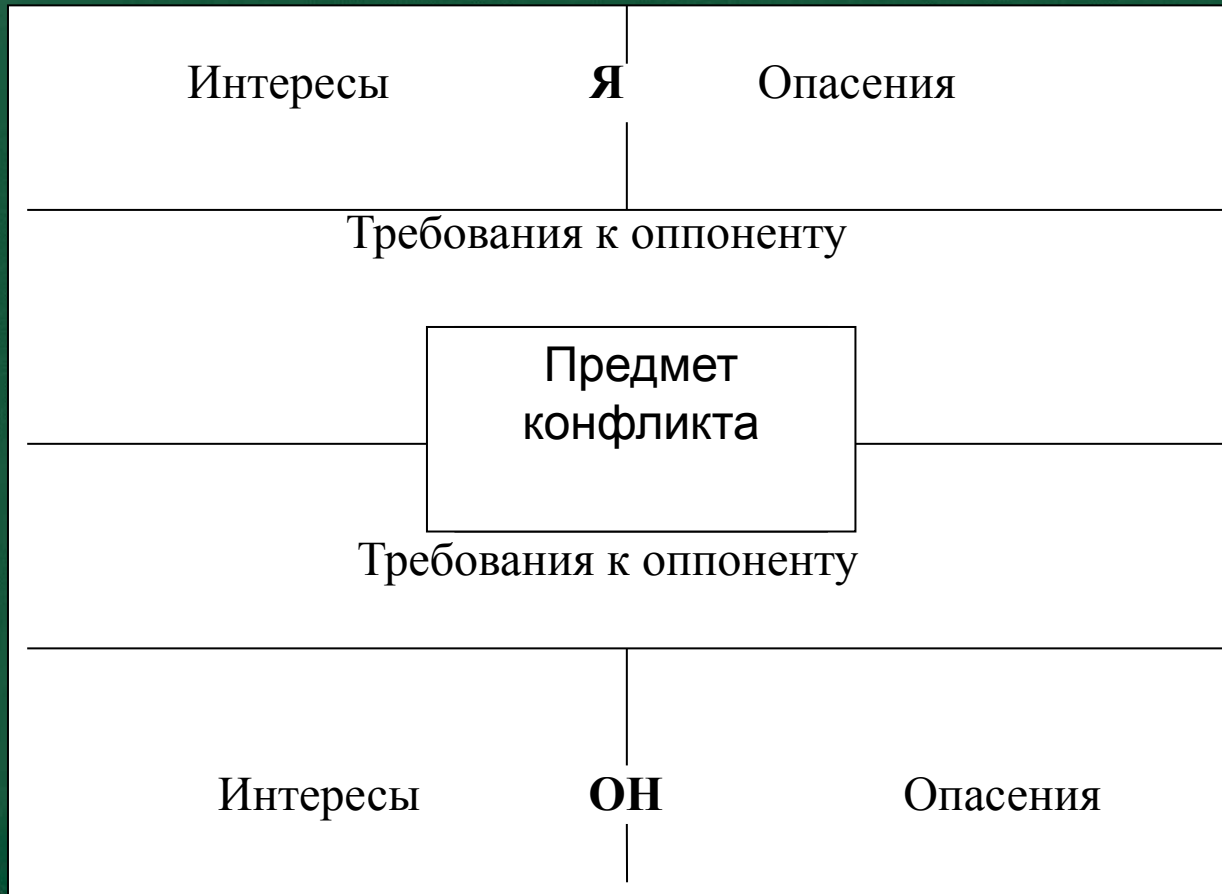 Интересы Я Опасения
Требования к оппоненту
Предмет
конфликта
Требования к оппоненту
Интересы ОН Опасения